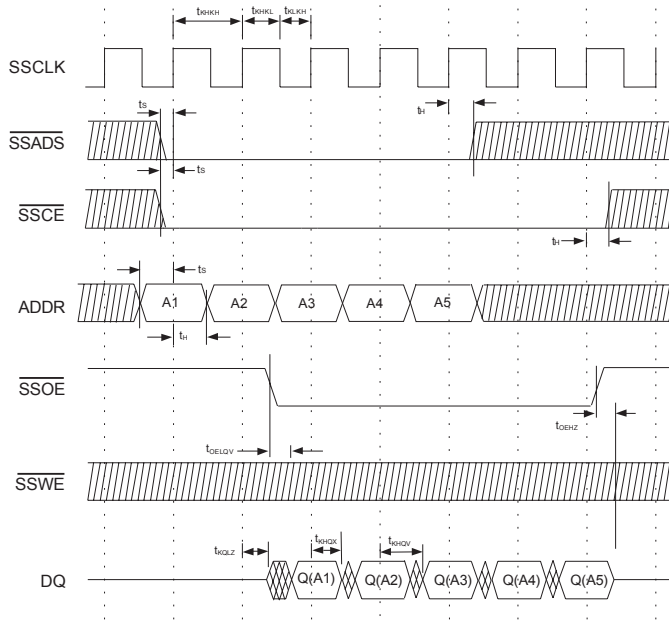 tKHKH tKHKL tKLKH
SSCLK
tS tH
SSADS
tS
SSCE
tH
tS
ADDR A1 A2 A3 A4 A5
tH
SSOE
tOEHZ
tOELQV
SSWE
tKQLZ tKHQX tKHQV
DQ Q(A1) Q(A2) Q(A3) Q(A4) Q(A5)